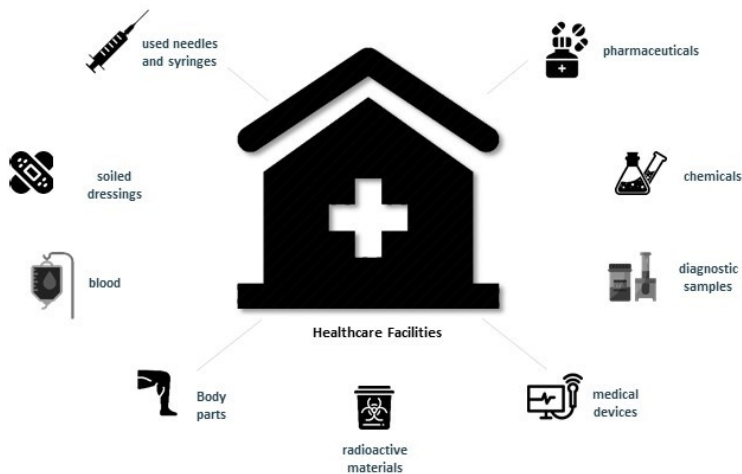 used needles
and syringes
pharmaceuticals
soiled
dressings
chemicals
blood
diagnostic
samples
Healthcare Facilities
Body
parts
medical
devices
radioactive
materials